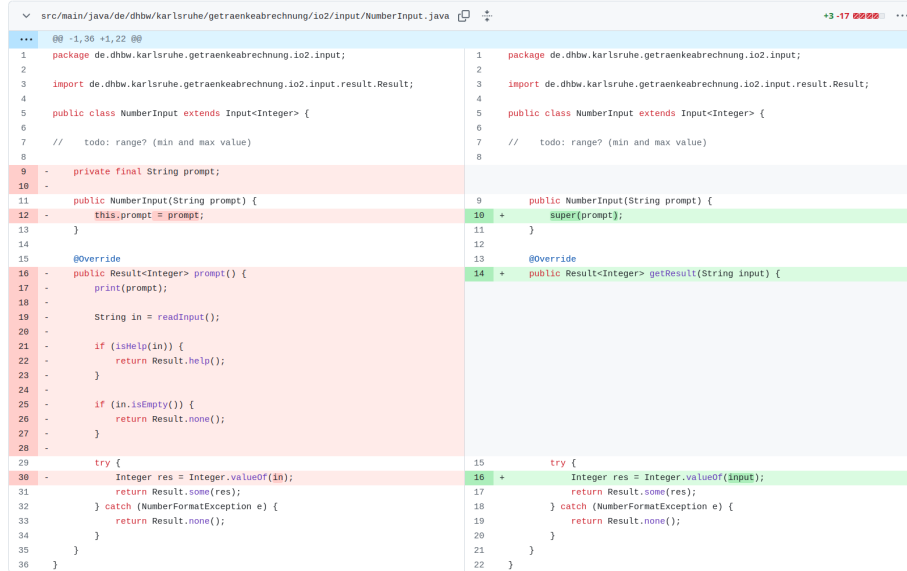 src/main/java/de/dhbw/karlsruhe/getraenkeabrechnung/io2/input/NumberInput.java +3 -17
@@ -1,36 +1,22 @@
1 package de.dhbw.karlsruhe.getraenkeabrechnung.io2.input;
2
3 import de.dhbw.karlsruhe.getraenkeabrechnung.io2.input.result.Result;
4
5 public class NumberInput extends Input<Integer> {
6
7 // todo: range? (min and max value)
8
9 - private final String prompt;
10 -
11 public NumberInput(String prompt) {
12 - this.prompt = prompt;
13 }
14
15 @Override
16 - public Result<Integer> prompt() {
17 - print(prompt);
18 -
19 - String in = readInput();
20 -
21 - if (isHelp(in)) {
22 - return Result.help();
23 - }
24 -
25 - if (in.isEmpty()) {
26 - return Result.none();
27 - }
28 -
29 try {
30 - Integer res = Integer.valueOf(in);
31 return Result.some(res);
32 } catch (NumberFormatException e) {
33 return Result.none();
34 }
35 }
36 }
1 package de.dhbw.karlsruhe.getraenkeabrechnung.io2.input;
2
3 import de.dhbw.karlsruhe.getraenkeabrechnung.io2.input.result.Result;
4
5 public class NumberInput extends Input<Integer> {
6
7 // todo: range? (min and max value)
8
9 public NumberInput(String prompt) {
10 + super(prompt);
11 }
12
13 @Override
14 + public Result<Integer> getResult(String input) {
15 try {
16 + Integer res = Integer.valueOf(input);
17 return Result.some(res);
18 } catch (NumberFormatException e) {
19 return Result.none();
20 }
21 }
22 }